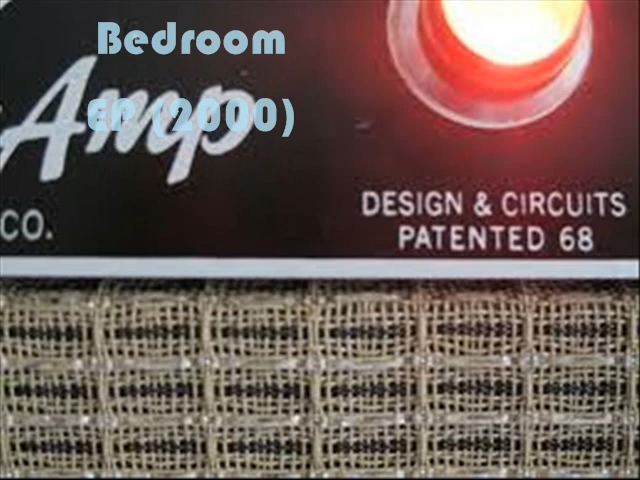 Bedroom
EP (2000)
Amp
CO.
DESIGN & CIRCUITS
PATENTED 68